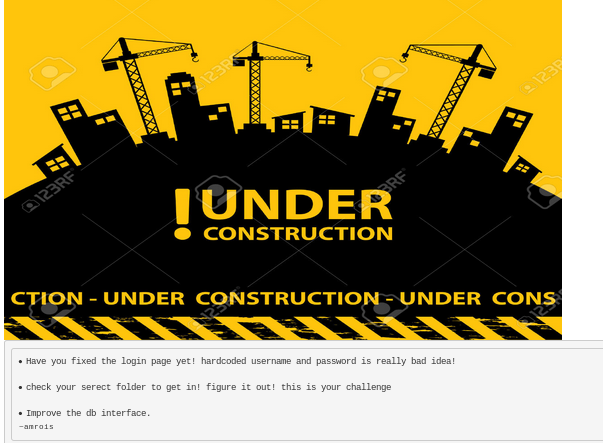 123RF
123RF
123RF
! UNDER
CONSTRUCTION
123RF
123RF
CTION - UNDER CONSTRUCTION - UNDER CONS
• Have you fixed the login page yet! hardcoded username and password is really bad idea!
• check your serect folder to get in! figure it out! this is your challenge
• Improve the db interface.
~amrois